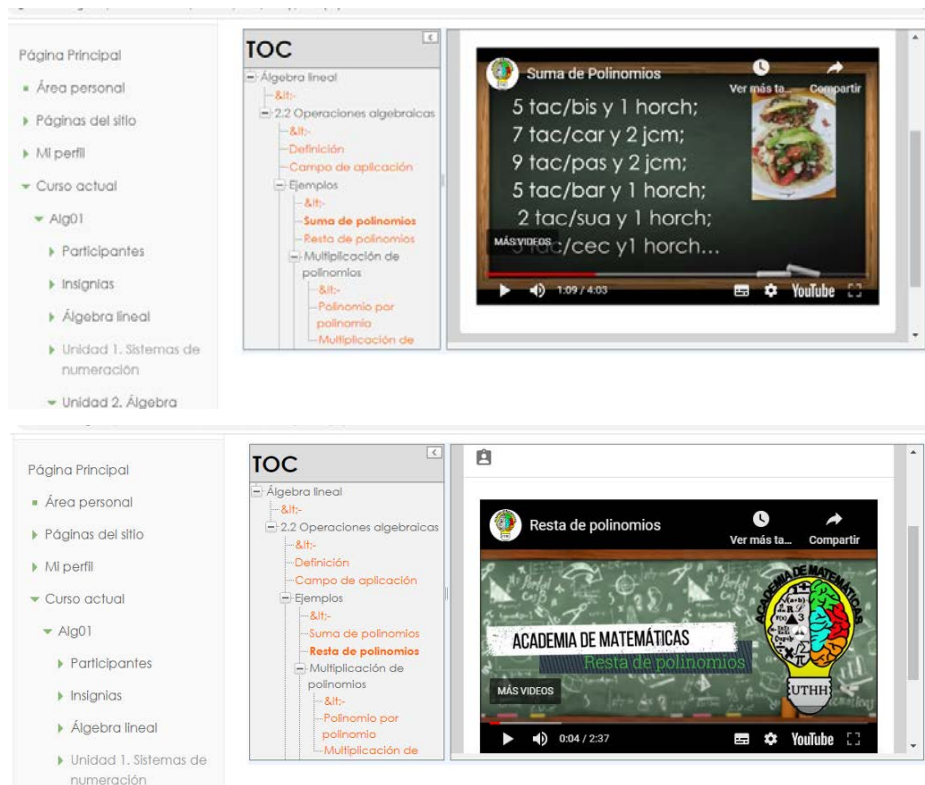 Página Principal
Área personal
Páginas del sitio
Mi perfil
Curso actual
Alg01
Participantes
Insignias
Álgebra lineal
Unidad 1. Sistemas de
numeración
Unidad 2. Álgebra
TOC
Álgebra lineal
&lt;-
2.2 Operaciones algebraicas
&lt;-
Definición
Campo de aplicación
Ejemplos
&lt;-
Suma de polinomios
Resta de polinomios
Multiplicación de
polinomios
&lt;-
Polinomio por
polinomio
Multiplicación de
Suma de Polinomios
Ver más ta...
Compartir
5 tac/bis y 1 horch;
7 tac/car y 2 jcm;
9 tac/pas y 2 jcm;
5 tac/bar y 1 horch;
2 tac/sua y 1 horch;
tac/cec y1 horch...
MÁS VIDEOS
1:09 / 4:03
YouTube
Página Principal
Área personal
Páginas del sitio
Mi perfil
Curso actual
Alg01
Participantes
Insignias
Álgebra lineal
Unidad 1. Sistemas de
numeración
TOC
Álgebra lineal
&lt;-
2.2 Operaciones algebraicas
&lt;-
Definición
Campo de aplicación
Ejemplos
&lt;-
Suma de polinomios
Resta de polinomios
Multiplicación de
polinomios
&lt;-
Polinomio por
polinomio
Multiplicación de
Resta de polinomios
Ver más ta...
Compartir
ACADEMIA DE MATEMÁTICAS
Resta de polinomios
ACADEMIA DE MATEMÁTICAS
UTHH
MÁS VIDEOS
0:04 / 2:37
YouTube